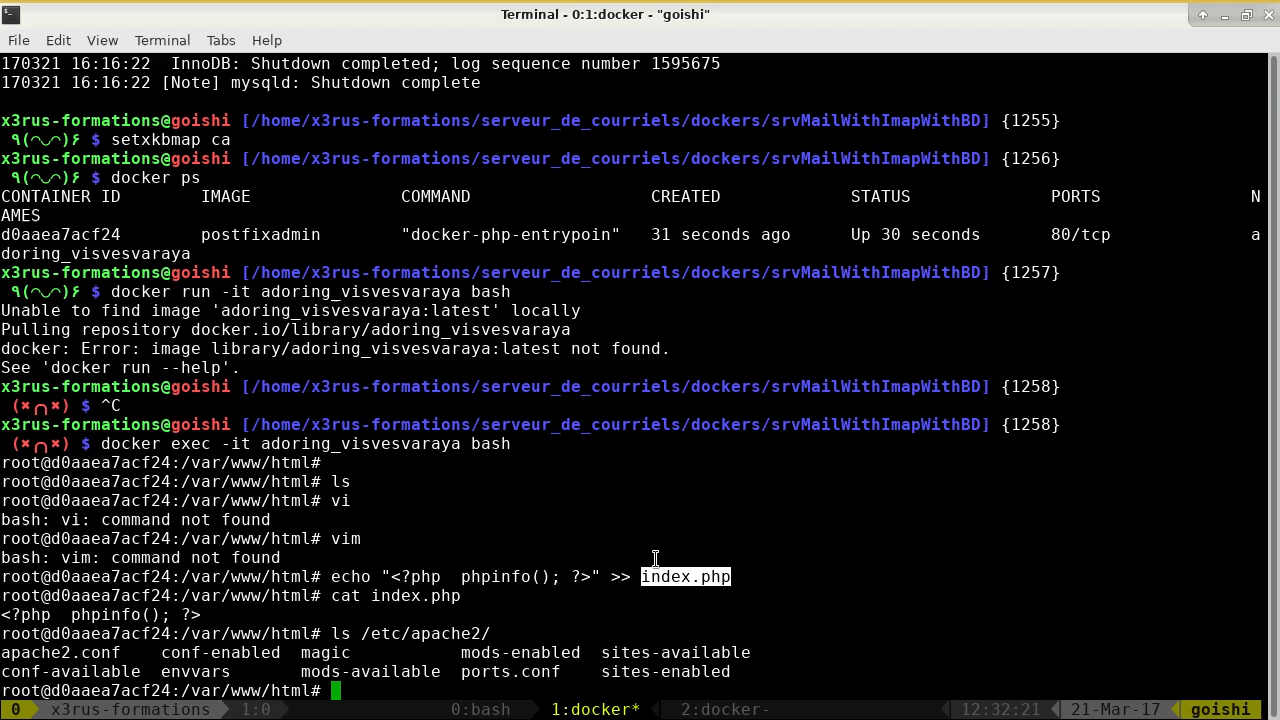 Terminal - 0:1:docker - "goishi"
File Edit View Terminal Tabs Help
170321 16:16:22  InnoDB: Shutdown completed; log sequence number 1595675
170321 16:16:22 [Note] mysqld: Shutdown complete
x3rus-formations@goishi [/home/x3rus-formations/serveur_de_courriels/dockers/srvMailWithImapWithBD] {1255}
٩(◠◡◠)۶ $ setxkbmap ca
x3rus-formations@goishi [/home/x3rus-formations/serveur_de_courriels/dockers/srvMailWithImapWithBD] {1256}
٩(◠◡◠)۶ $ docker ps
CONTAINER ID        IMAGE               COMMAND                  CREATED             STATUS              PORTS               N
AMES
d0aaea7acf24        postfixadmin        "docker-php-entrypoin"   31 seconds ago      Up 30 seconds       80/tcp              a
doring_visvesvaraya
x3rus-formations@goishi [/home/x3rus-formations/serveur_de_courriels/dockers/srvMailWithImapWithBD] {1257}
٩(◠◡◠)۶ $ docker run -it adoring_visvesvaraya bash
Unable to find image 'adoring_visvesvaraya:latest' locally
Pulling repository docker.io/library/adoring_visvesvaraya
docker: Error: image library/adoring_visvesvaraya:latest not found.
See 'docker run --help'.
x3rus-formations@goishi [/home/x3rus-formations/serveur_de_courriels/dockers/srvMailWithImapWithBD] {1258}
(✖╭╮✖) $ ^C
x3rus-formations@goishi [/home/x3rus-formations/serveur_de_courriels/dockers/srvMailWithImapWithBD] {1258}
(✖╭╮✖) $ docker exec -it adoring_visvesvaraya bash
root@d0aaea7acf24:/var/www/html#
root@d0aaea7acf24:/var/www/html# ls
root@d0aaea7acf24:/var/www/html# vi
bash: vi: command not found
root@d0aaea7acf24:/var/www/html# vim
bash: vim: command not found
root@d0aaea7acf24:/var/www/html# echo "<?php  phpinfo(); ?>" >> index.php
root@d0aaea7acf24:/var/www/html# cat index.php
<?php  phpinfo(); ?>
root@d0aaea7acf24:/var/www/html# ls /etc/apache2/
apache2.conf    conf-enabled  magic           mods-enabled  sites-available
conf-available  envvars       mods-available  ports.conf    sites-enabled
root@d0aaea7acf24:/var/www/html#
0 x3rus-formations 1:0 0:bash 1:docker* 2:docker- 12:32:21 21-Mar-17 goishi